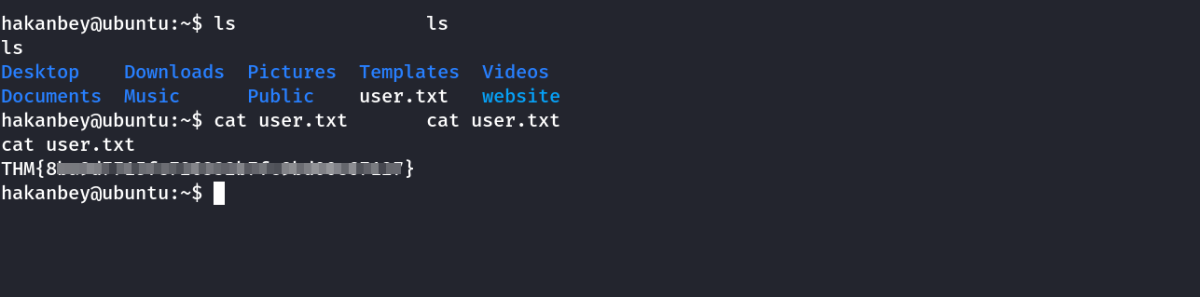 hakanbey@ubuntu:~$ ls ls
ls
Desktop Downloads Pictures Templates Videos
Documents Music Public user.txt website
hakanbey@ubuntu:~$ cat user.txt cat user.txt
cat user.txt
THM{8 }
hakanbey@ubuntu:~$